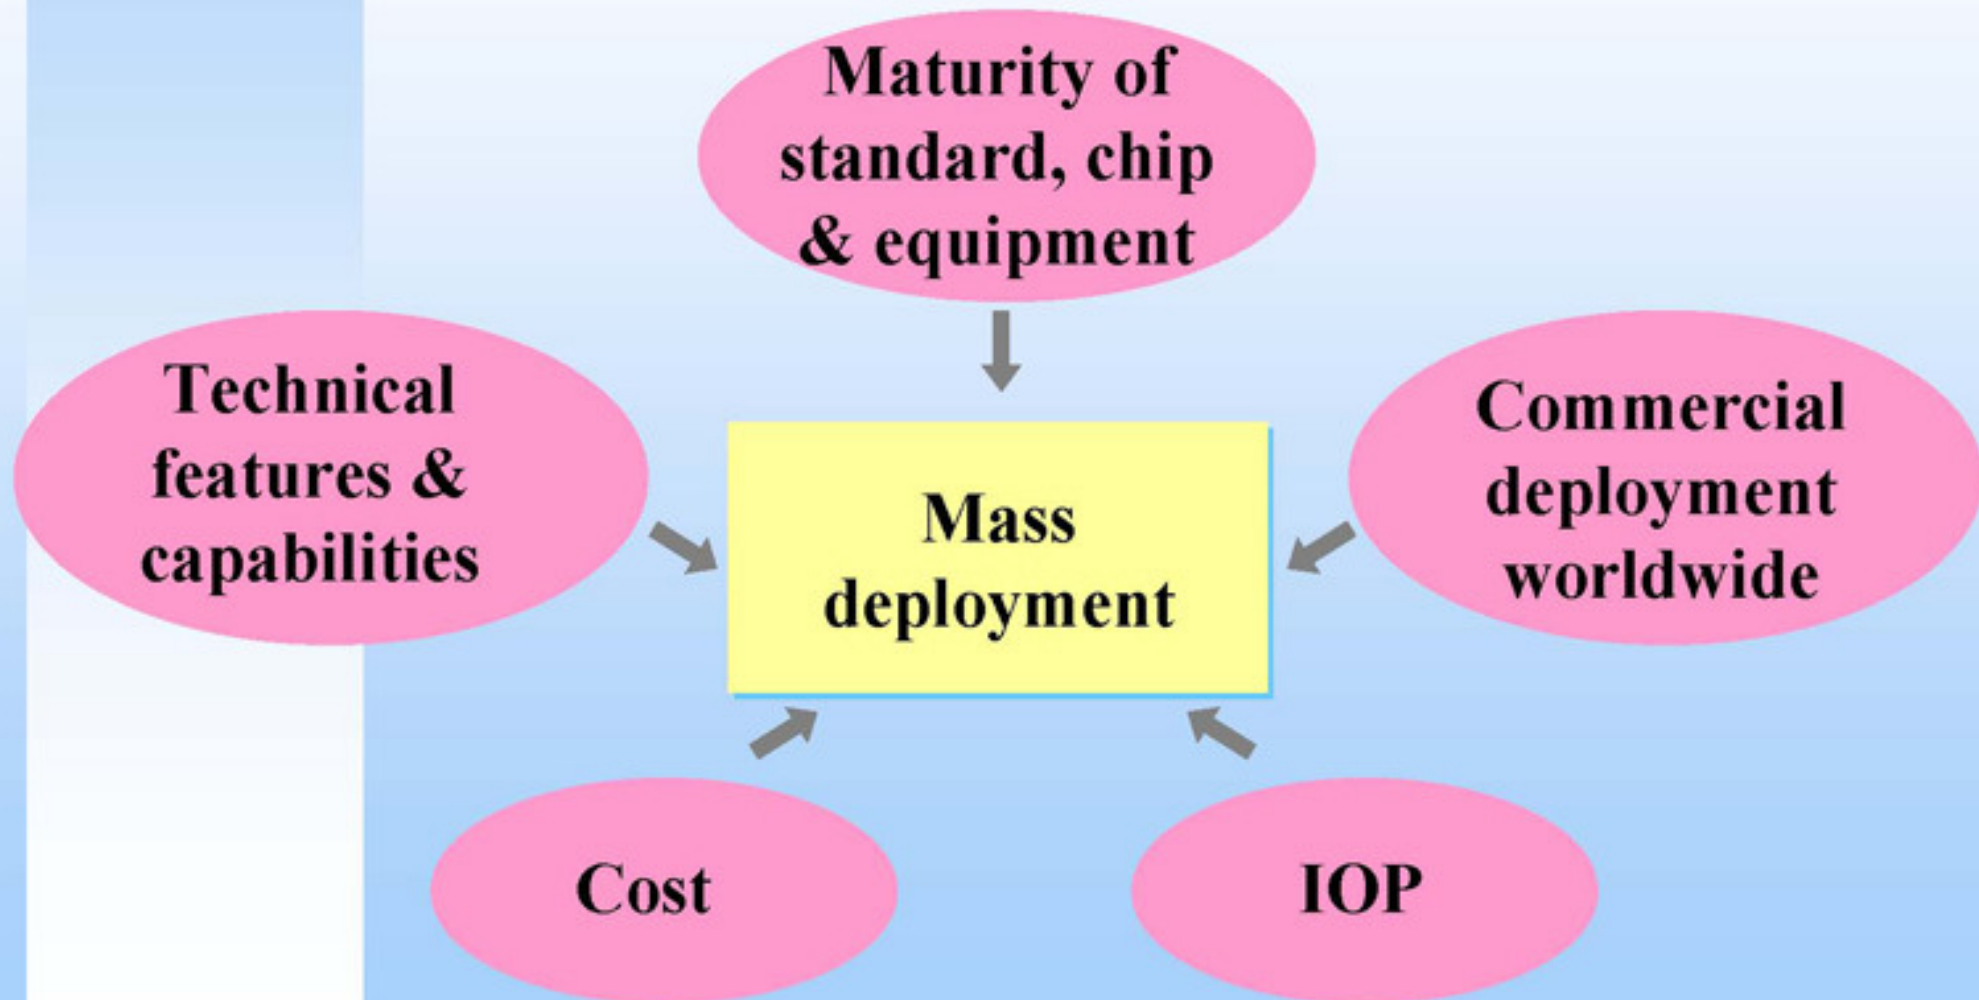 Maturity of
standard, chip
& equipment
Technical
features &
capabilities
Commercial
deployment
worldwide
Mass
deployment
Cost
IOP